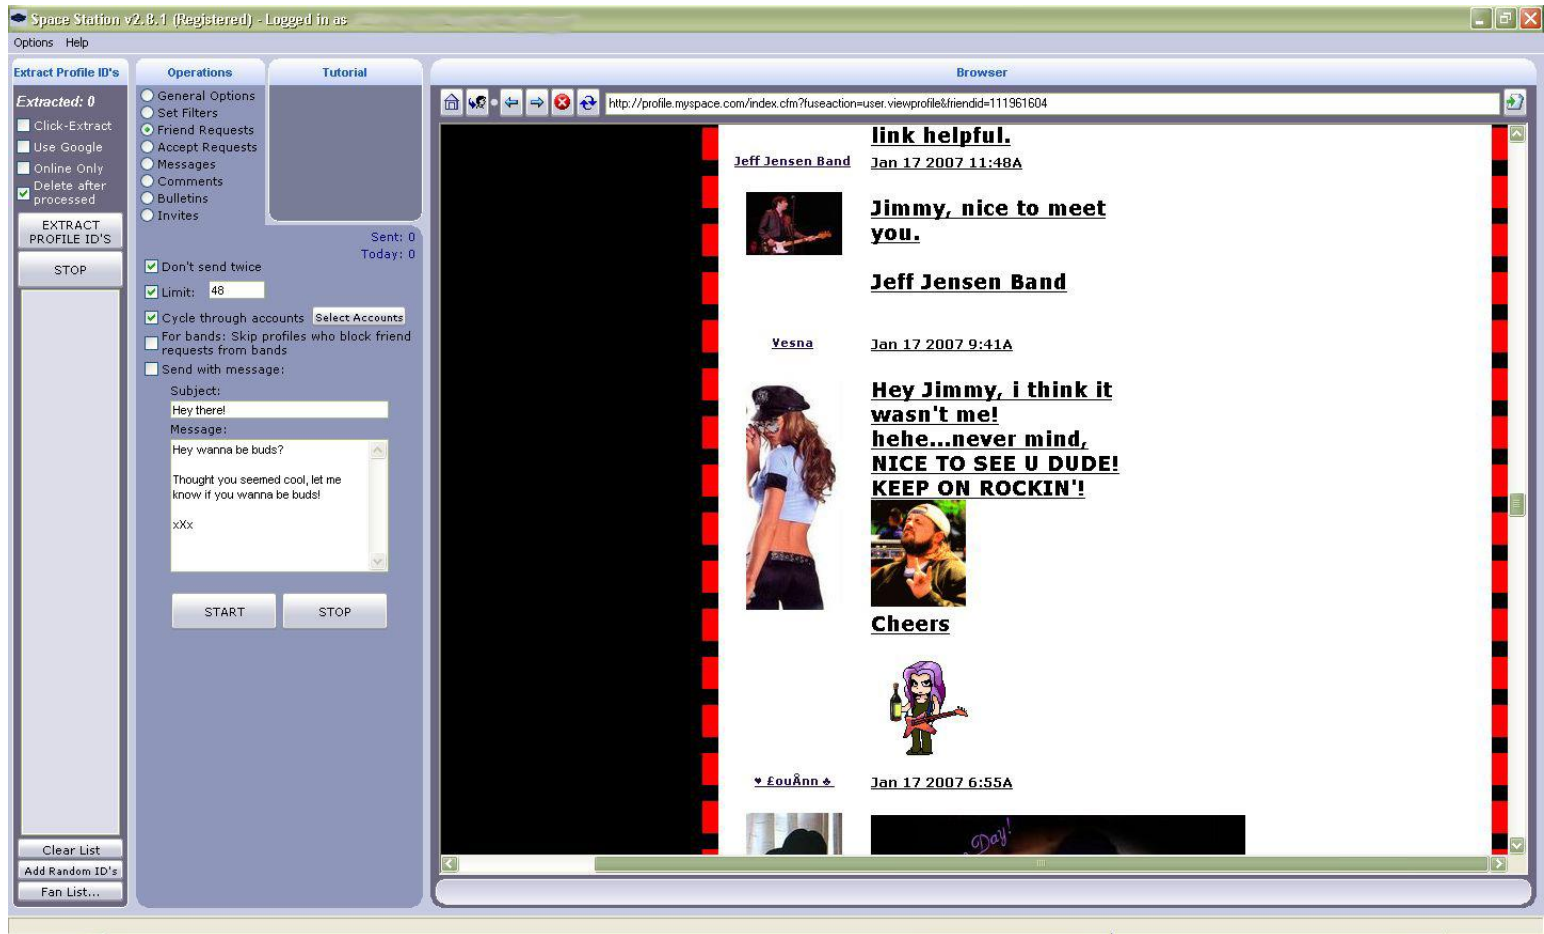 Space Station v2.8.1 (Registered) - Logged in as
Options Help
Extract Profile ID's
Extracted: 0
Click-Extract
Use Google
Online Only
Delete after
processed
EXTRACT
PROFILE ID'S
STOP
Clear List
Add Random ID's
Fan List...
Operations
Tutorial
General Options
Set Filters
Friend Requests
Accept Requests
Messages
Comments
Bulletins
Invites
Sent: 0
Today: 0
Don't send twice
Limit: 48
Cycle through accounts Select Accounts
For bands: Skip profiles who block friend
requests from bands
Send with message:
Subject:
Hey there!
Message:
Hey wanna be buds?
Thought you seemed cool, let me
know if you wanna be buds!
xXx
START STOP
Browser
http://profile.myspace.com/index.cfm?fuseaction=user.viewprofile&friendid=111961604
link helpful.
Jeff Jensen Band Jan 17 2007 11:48A
Jimmy, nice to meet
you.
Jeff Jensen Band
Vesna Jan 17 2007 9:41A
Hey Jimmy, i think it
wasn't me!
hehe...never mind,
NICE TO SEE U DUDE!
KEEP ON ROCKIN'!
Cheers
♥ £ouÅnn ♣ Jan 17 2007 6:55A
Day!